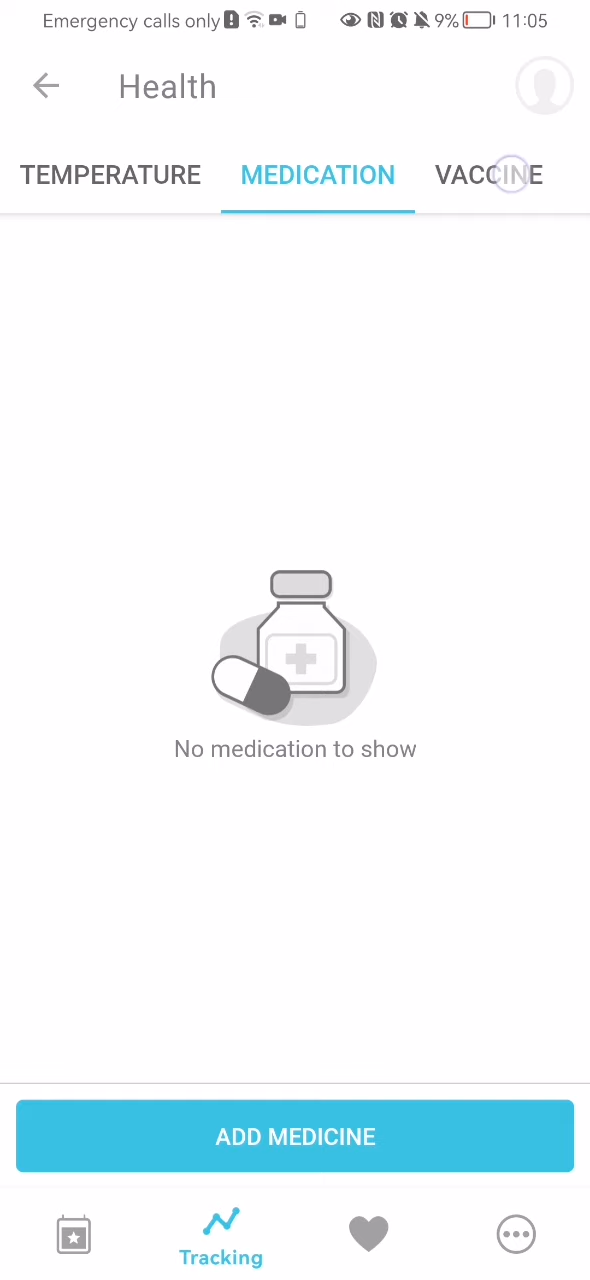 Emergency calls only 9% 11:05
Health
TEMPERATURE MEDICATION VACCINE
No medication to show
ADD MEDICINE
Tracking